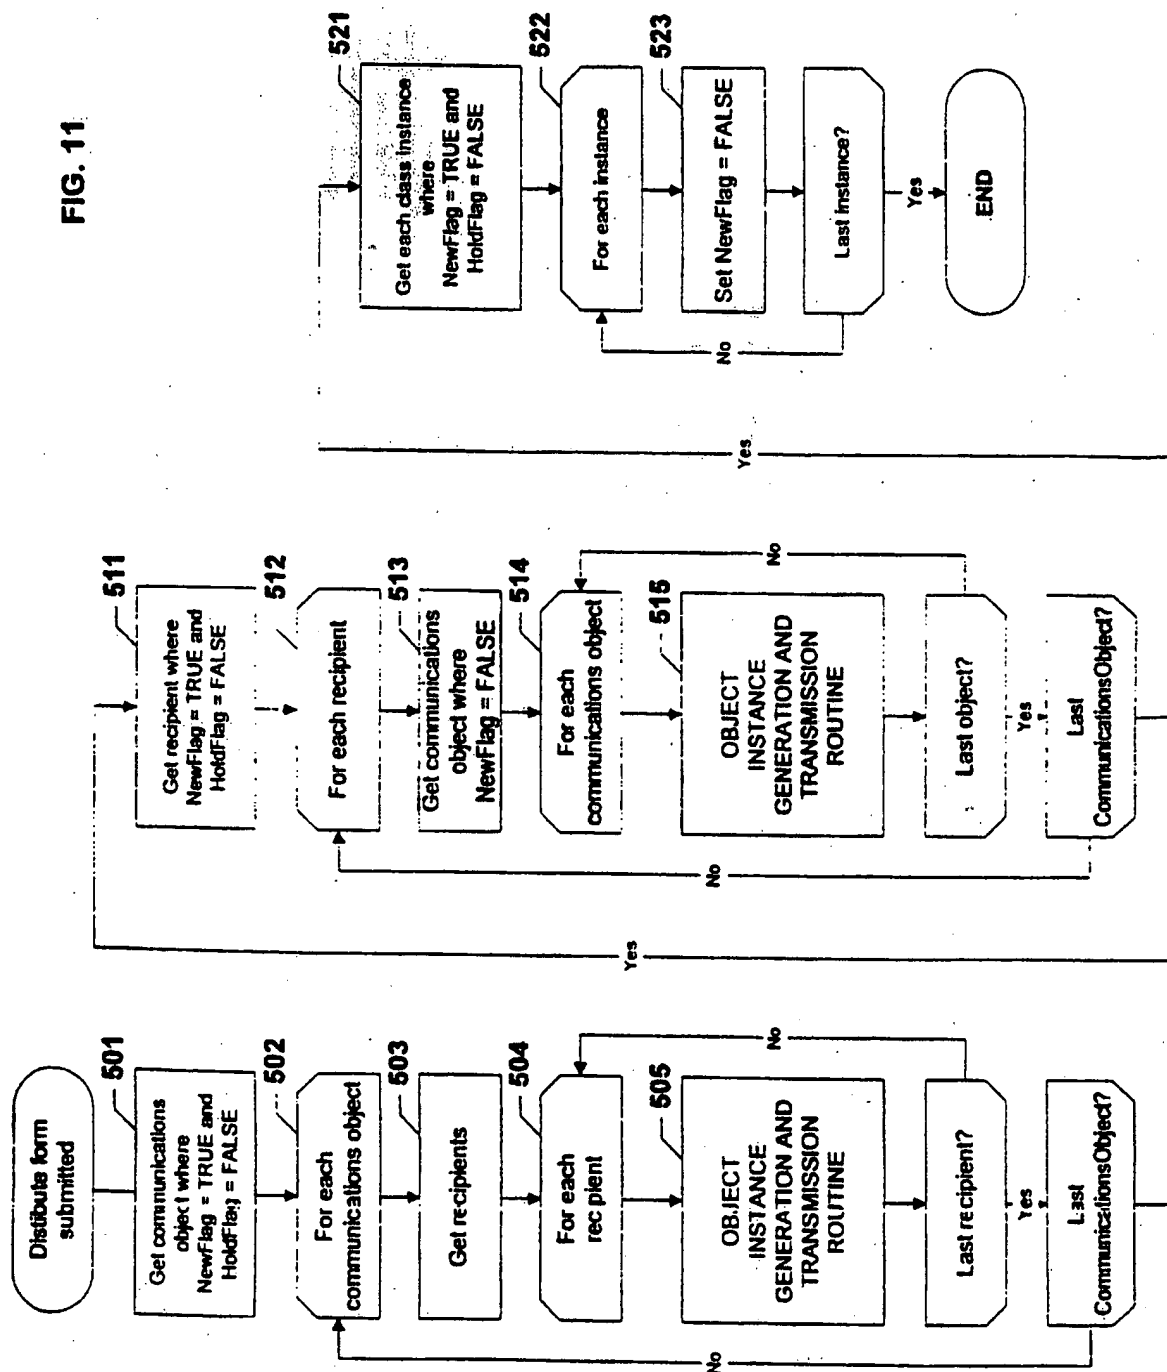 FIG. 11
Distibute form
submitted
501
Get communications
object where
NewFlag = TRUE and
HoldFlag = FALSE
502
For each
communications object
503
Get recipients
504
For each
recpient
505
OBJECT
INSTANCE
GENERATION AND
TRANSMISSION
ROUTINE
Last recipient?
No
Yes
Last
CommunicationsObject?
No
Yes
511
Get recipient where
NewFlag = TRUE and
HoldFlag = FALSE
512
For each recipient
513
Get communications
object where
NewFlag = FALSE
514
For each
communications object
515
OBJECT
INSTANCE
GENERATION AND
TRANSMISSION
ROUTINE
Last object?
No
Yes
Last
CommunicationsObject?
No
Yes
521
Get each class instance
where
NewFlag = TRUE and
HoldFlag = FALSE
522
For each instance
523
Set NewFlag = FALSE
Last instance?
No
Yes
END